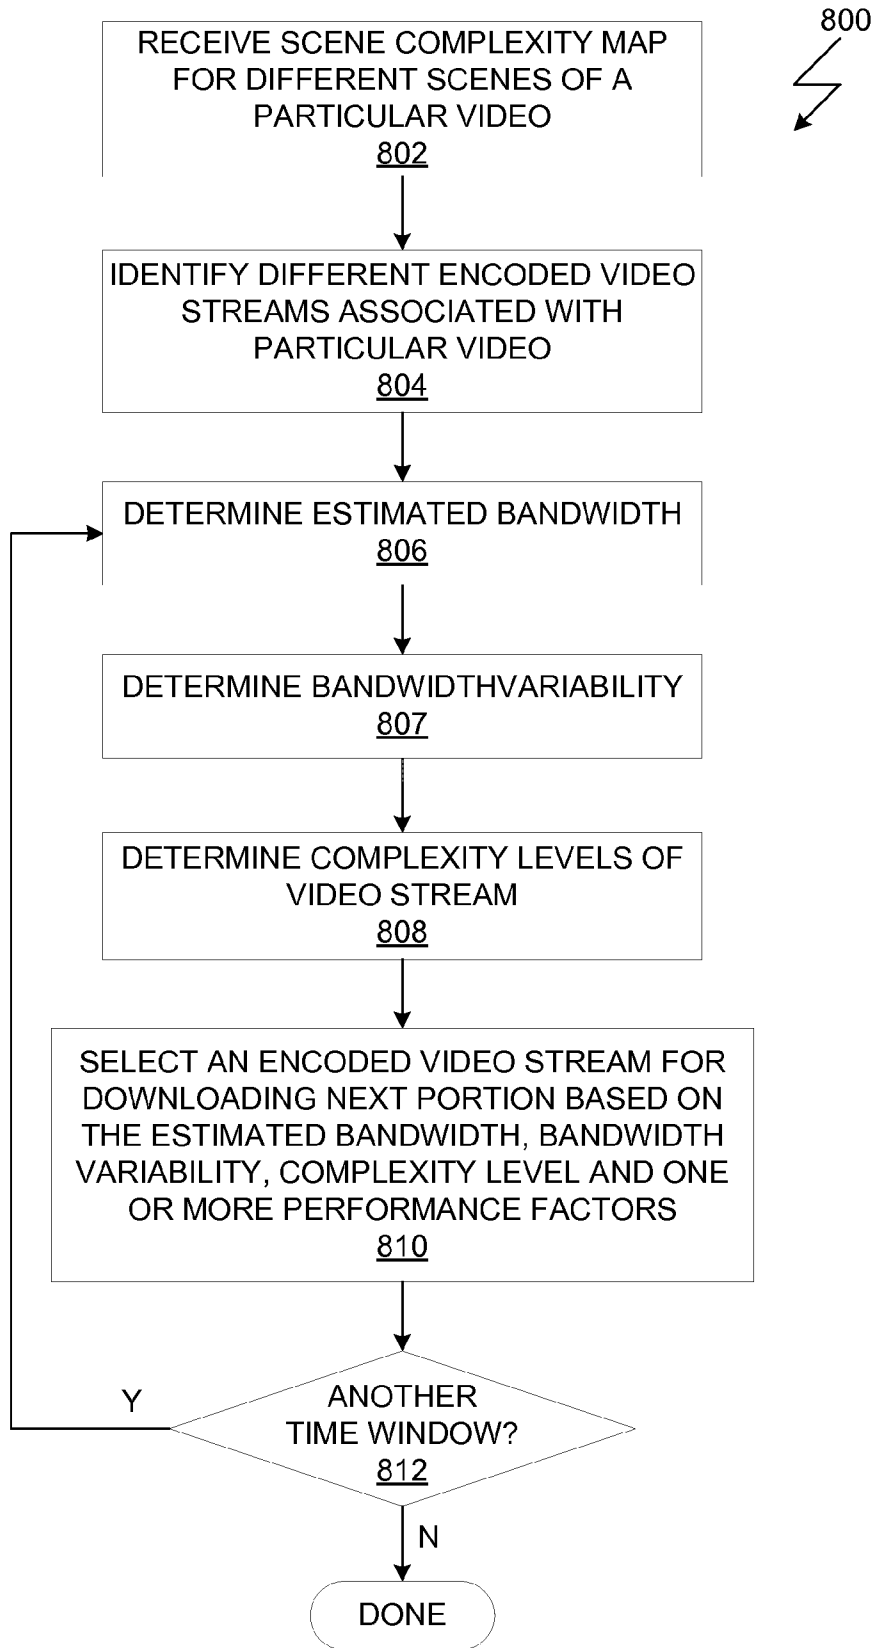 800
RECEIVE SCENE COMPLEXITY MAP
FOR DIFFERENT SCENES OF A
PARTICULAR VIDEO
802
IDENTIFY DIFFERENT ENCODED VIDEO
STREAMS ASSOCIATED WITH
PARTICULAR VIDEO
804
DETERMINE ESTIMATED BANDWIDTH
806
DETERMINE BANDWIDTHVARIABILITY
807
DETERMINE COMPLEXITY LEVELS OF
VIDEO STREAM
808
SELECT AN ENCODED VIDEO STREAM FOR
DOWNLOADING NEXT PORTION BASED ON
THE ESTIMATED BANDWIDTH, BANDWIDTH
VARIABILITY, COMPLEXITY LEVEL AND ONE
OR MORE PERFORMANCE FACTORS
810
Y
ANOTHER
TIME WINDOW?
812
N
DONE